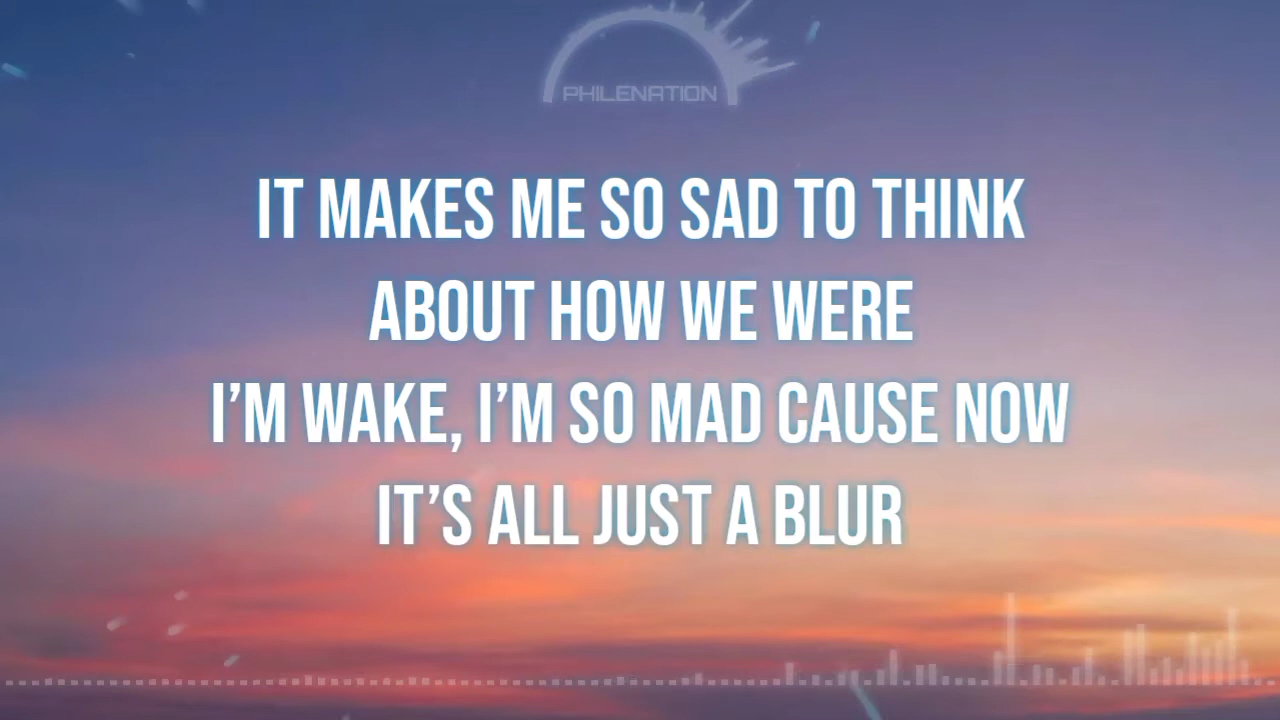 PHILENATION
IT MAKES ME SO SAD TO THINK
ABOUT HOW WE WERE
I’M WAKE, I’M SO MAD CAUSE NOW
IT’S ALL JUST A BLUR